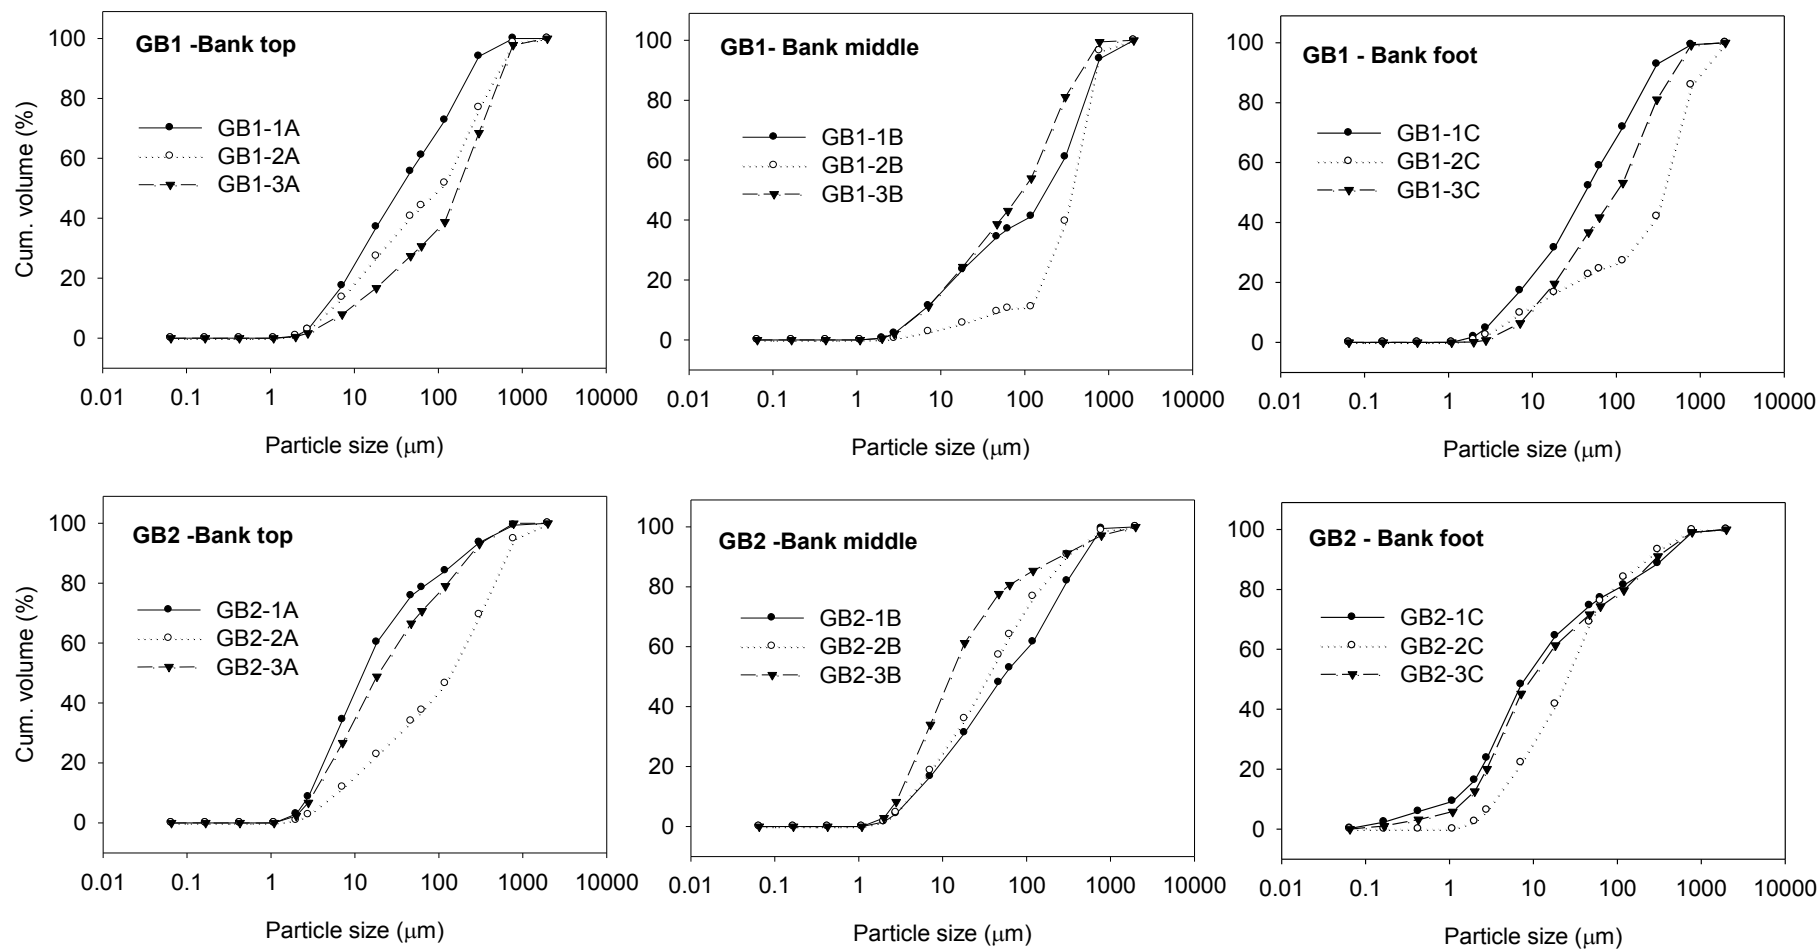 GB1 -Bank top
Cum. volume (%)
100
80
60
40
20
0
GB1-1A
GB1-2A
GB1-3A
0.01 0.1 1 10 100 1000 10000
Particle size (μm)
GB1- Bank middle
100
80
60
40
20
0
GB1-1B
GB1-2B
GB1-3B
0.01 0.1 1 10 100 1000 10000
Particle size (μm)
GB1 - Bank foot
100
80
60
40
20
0
GB1-1C
GB1-2C
GB1-3C
0.01 0.1 1 10 100 1000 10000
Particle size (μm)
GB2 -Bank top
Cum. volume (%)
100
80
60
40
20
0
GB2-1A
GB2-2A
GB2-3A
0.01 0.1 1 10 100 1000 10000
Particle size (μm)
GB2 -Bank middle
100
80
60
40
20
0
GB2-1B
GB2-2B
GB2-3B
0.01 0.1 1 10 100 1000 10000
Particle size (μm)
GB2 - Bank foot
100
80
60
40
20
0
GB2-1C
GB2-2C
GB2-3C
0.01 0.1 1 10 100 1000 10000
Particle size (μm)